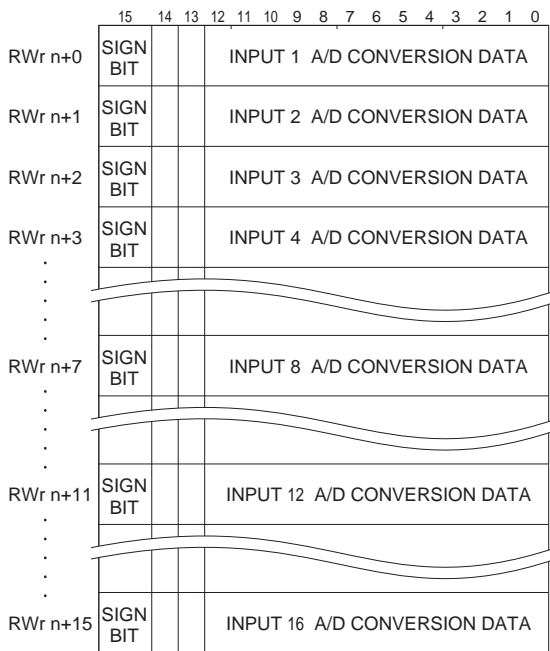 15 14 13 12 11 10 9 8 7 6 5 4 3 2 1 0
RWr n+0 SIGN BIT INPUT 1 A/D CONVERSION DATA
RWr n+1 SIGN BIT INPUT 2 A/D CONVERSION DATA
RWr n+2 SIGN BIT INPUT 3 A/D CONVERSION DATA
RWr n+3 SIGN BIT INPUT 4 A/D CONVERSION DATA
RWr n+7 SIGN BIT INPUT 8 A/D CONVERSION DATA
RWr n+11 SIGN BIT INPUT 12 A/D CONVERSION DATA
RWr n+15 SIGN BIT INPUT 16 A/D CONVERSION DATA